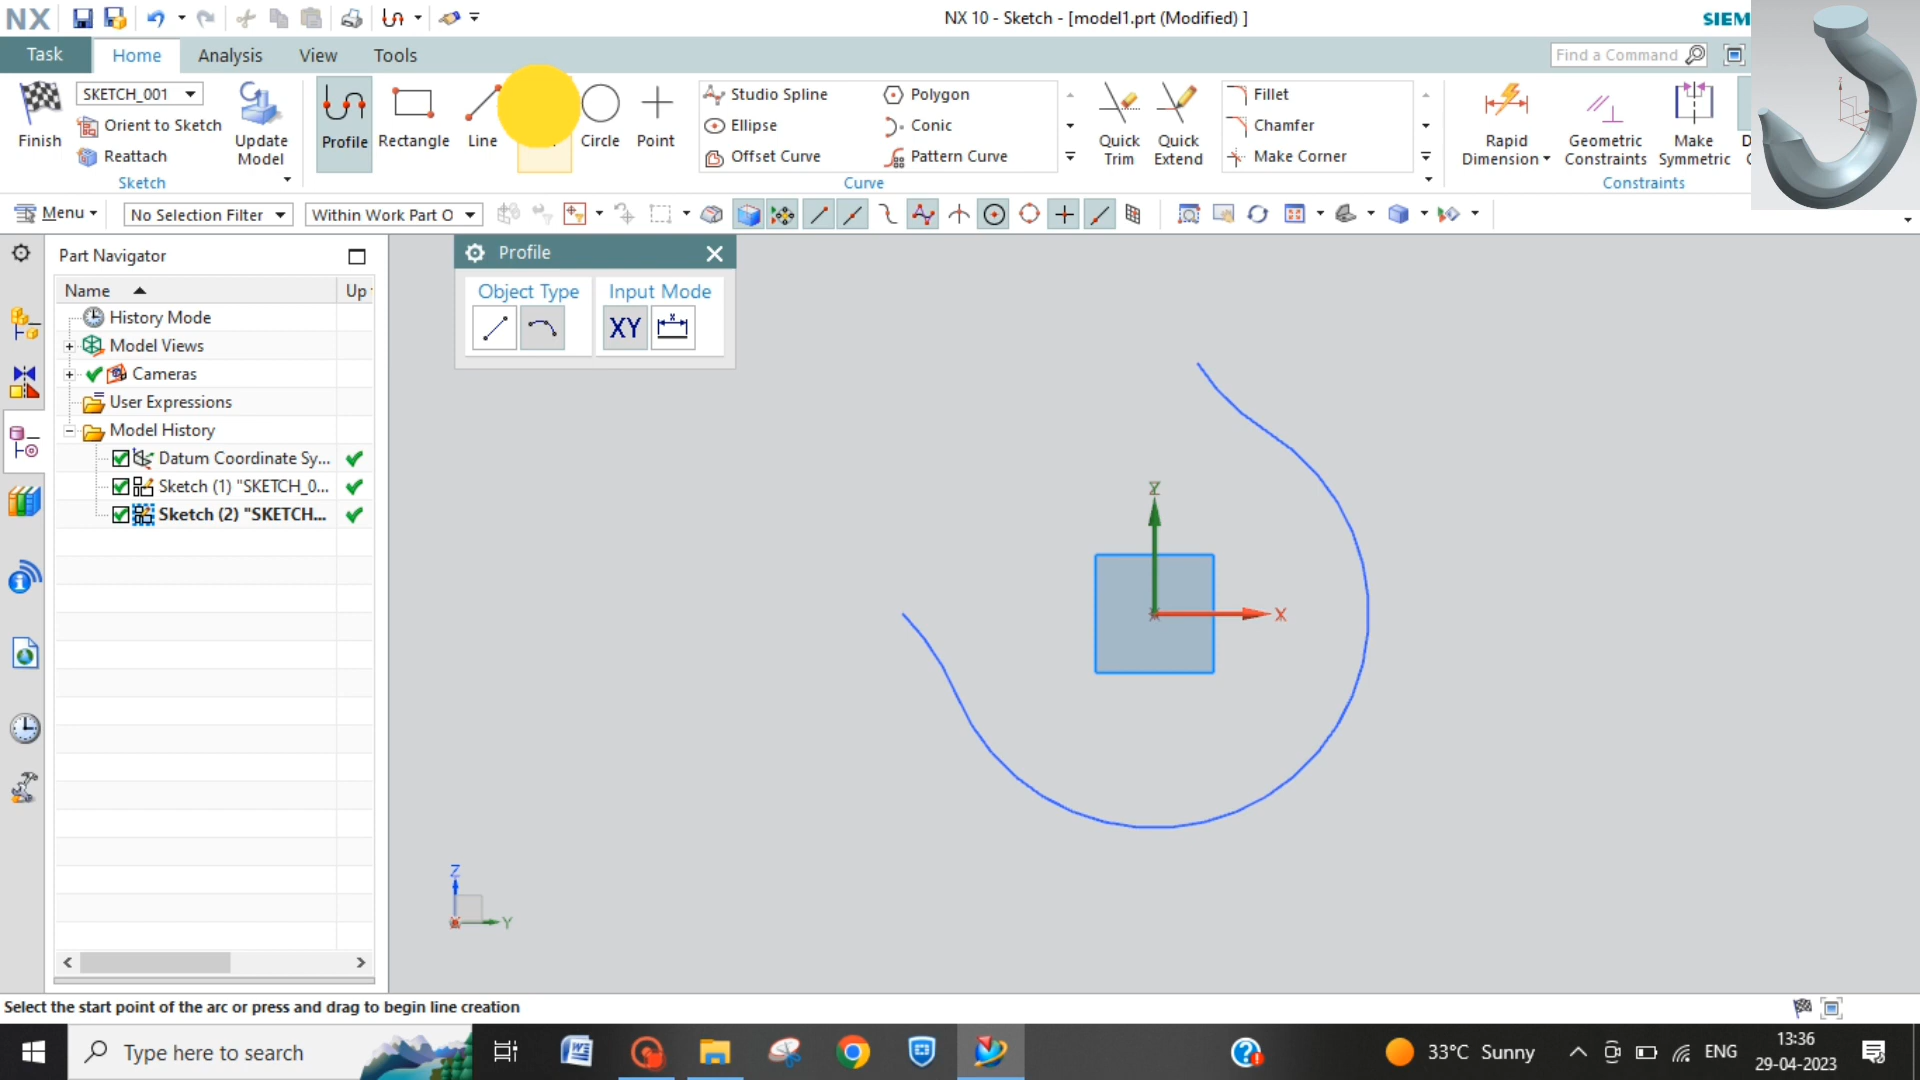 NX
NX 10 - Sketch - [model1.prt (Modified) ]
SIEM
Task
Home
Analysis
View
Tools
Find a Command
Finish
SKETCH_001
Orient to Sketch
Reattach
Update
Model
Sketch
Profile
Rectangle
Line
Circle
Point
Studio Spline
Ellipse
Offset Curve
Polygon
Conic
Pattern Curve
Curve
Quick
Trim
Quick
Extend
Fillet
Chamfer
Make Corner
Rapid
Dimension
Geometric
Constraints
Make
Symmetric
Constraints
Menu
No Selection Filter
Within Work Part O
Part Navigator
Name
Up
History Mode
Model Views
Cameras
User Expressions
Model History
Datum Coordinate Sy...
Sketch (1) "SKETCH_0...
Sketch (2) "SKETCH...
Profile
Object Type
Input Mode
XY
Z
X
Z
Y
Select the start point of the arc or press and drag to begin line creation
Type here to search
33°C Sunny
ENG
13:36
29-04-2023